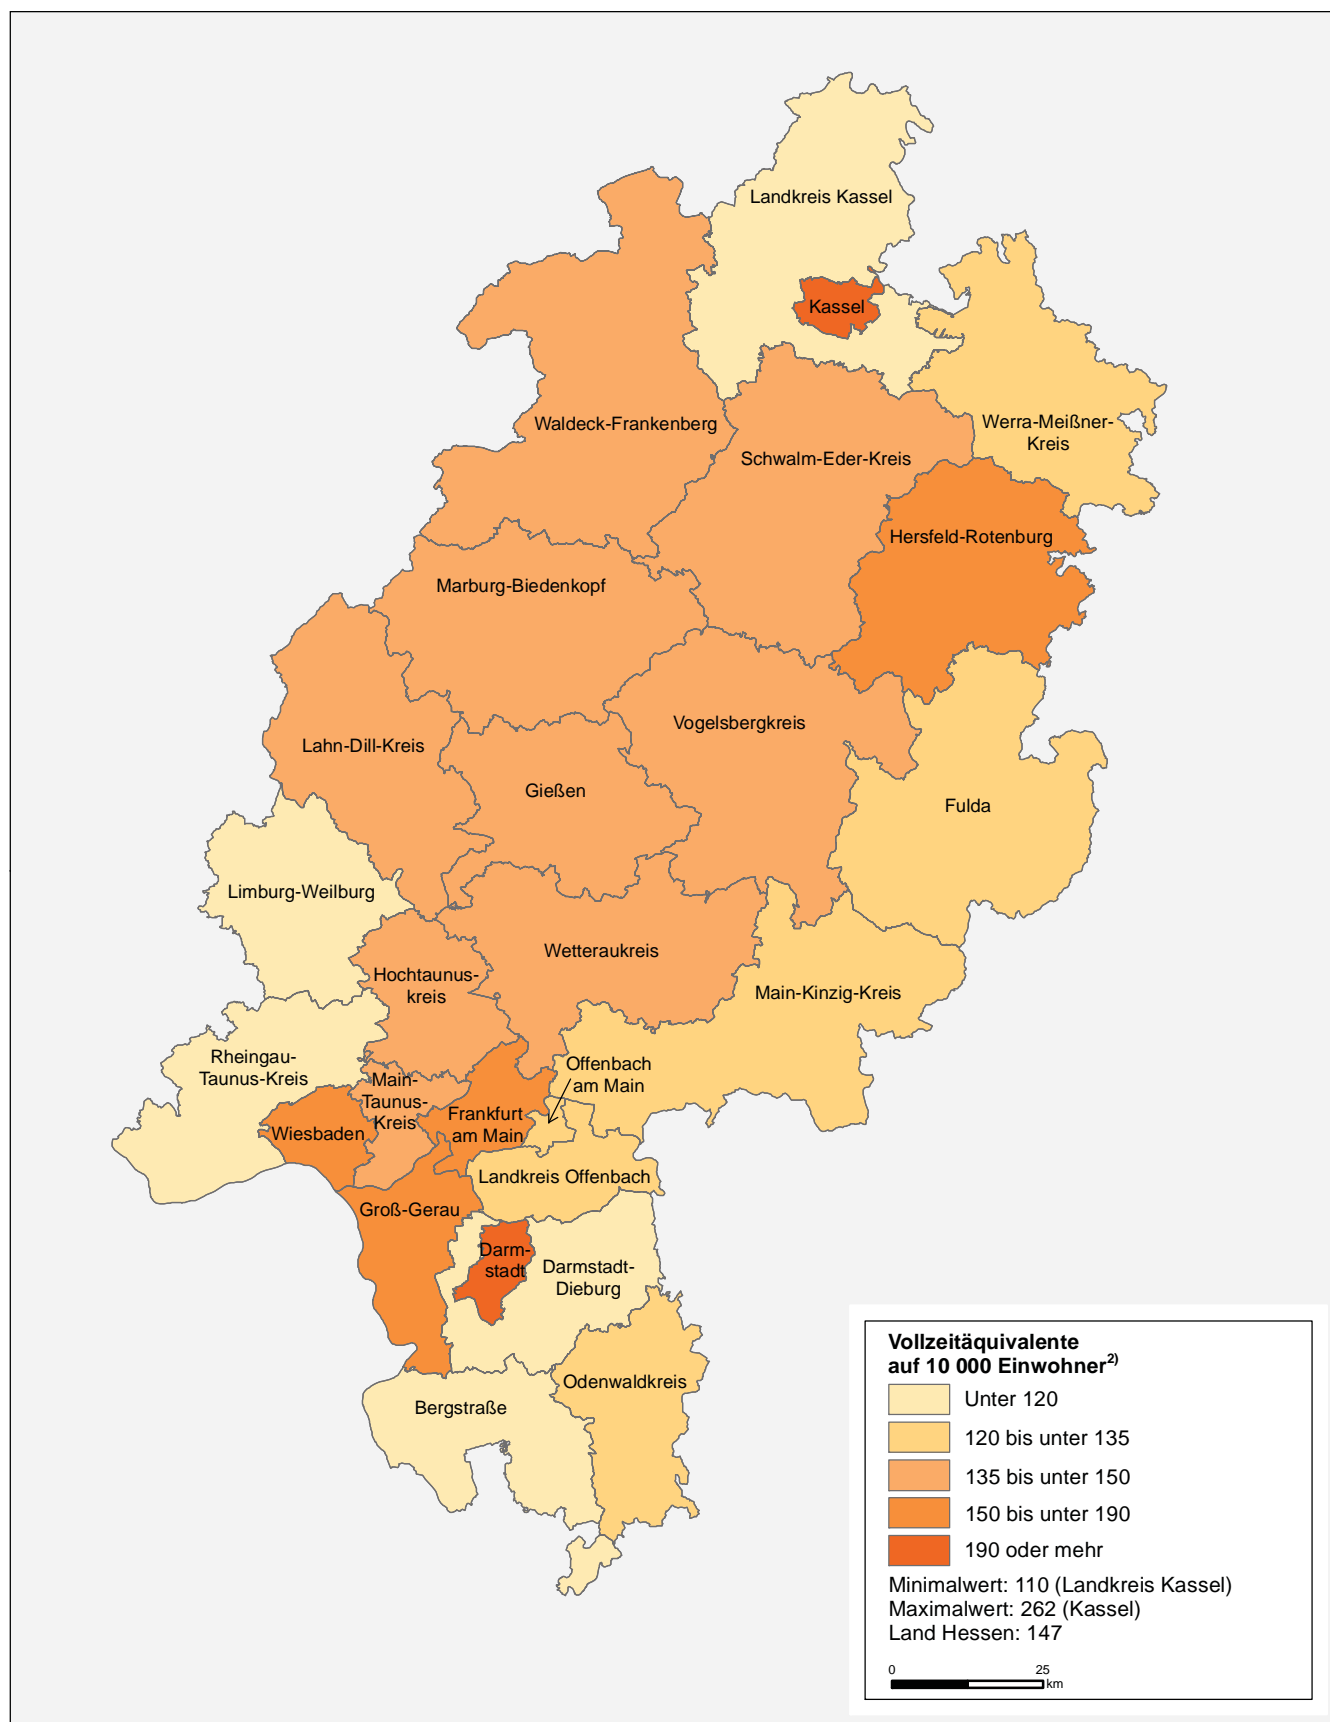 Landkreis Kassel
Kassel
Waldeck-Frankenberg
Werra-Meißner-
Kreis
Schwalm-Eder-Kreis
Hersfeld-Rotenburg
Marburg-Biedenkopf
Vogelsbergkreis
Lahn-Dill-Kreis
Gießen
Fulda
Limburg-Weilburg
Wetteraukreis
Hochtaunus-
kreis
Main-Kinzig-Kreis
Rheingau-
Taunus-Kreis
Offenbach
am Main
Main-
Taunus-
Kreis
Frankfurt
am Main
Wiesbaden
Landkreis Offenbach
Groß-Gerau
Darm-
stadt
Darmstadt-
Dieburg
Odenwaldkreis
Bergstraße
Vollzeitäquivalente
auf 10 000 Einwohner2)
Unter 120
120 bis unter 135
135 bis unter 150
150 bis unter 190
190 oder mehr
Minimalwert: 110 (Landkreis Kassel)
Maximalwert: 262 (Kassel)
Land Hessen: 147
0 25
km